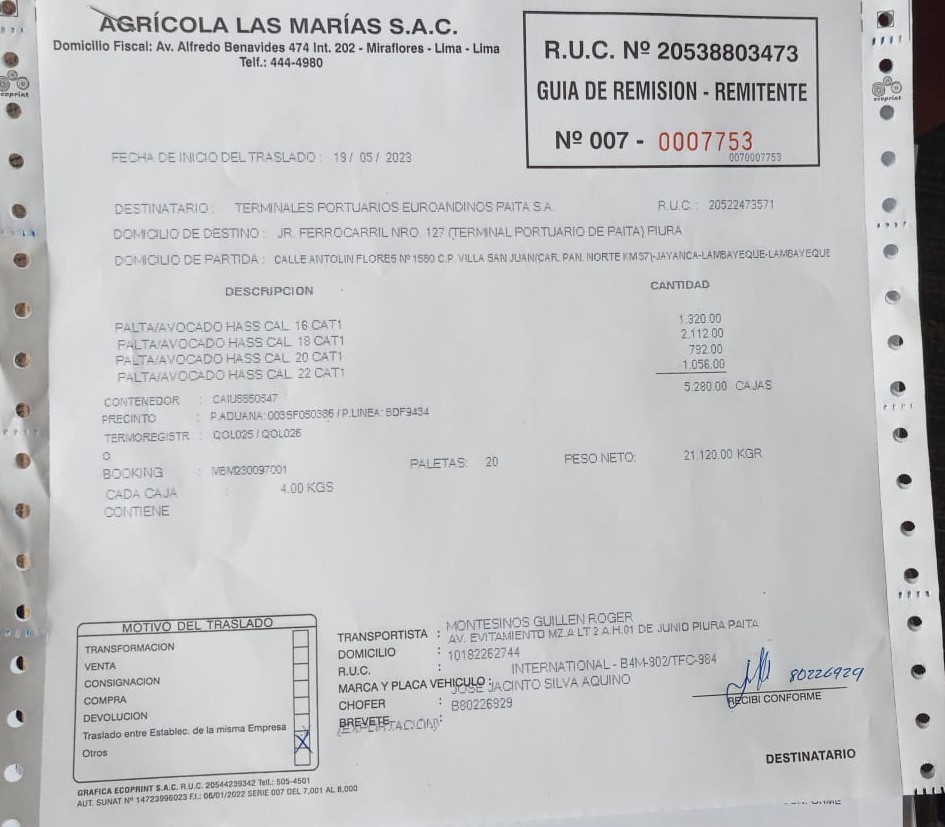 AGRÍCOLA LAS MARÍAS S.A.C.
Domicilio Fiscal: Av. Alfredo Benavides 474 Int. 202 - Miraflores - Lima - Lima
Telf.: 444-4980
R.U.C. Nº 20538803473
GUIA DE REMISION - REMITENTE
Nº 007 - 0007753
0070007753
ecoprint
ecoprint
FECHA DE INICIO DEL TRASLADO : 19/ 05 / 2023
DESTINATARIO : TERMINALES PORTUARIOS EUROANDINOS PAITA S.A. R.U.C. : 20522473571
DOMICILIO DE DESTINO : JR. FERROCARRIL NRO. 127 (TERMINAL PORTUARIO DE PAITA) PIURA
DOMICILIO DE PARTIDA : CALLE ANTOLIN FLORES Nº 1580 C.P. VILLA SAN JUAN(CAR. PAN. NORTE KM37)-JAYANCA-LAMBAYEQUE-LAMBAYEQUE
DESCRIPCION CANTIDAD
PALTA/AVOCADO HASS CAL 16 CAT1 1,320.00
PALTA/AVOCADO HASS CAL 18 CAT1 2,112.00
PALTA/AVOCADO HASS CAL 20 CAT1 792.00
PALTA/AVOCADO HASS CAL 22 CAT1 1,056.00
5,280.00 CAJAS
CONTENEDOR : CAIU5560547
PRECINTO : P.ADUANA: 0035F050386 / P.LINEA: BDF9434
TERMOREGISTR : QOL025 / QOL026
O
BOOKING : MBM230097001 PALETAS: 20 PESO NETO: 21,120.00 KGR
CADA CAJA : 4.00 KGS
CONTIENE
MOTIVO DEL TRASLADO
TRANSFORMACION
VENTA
CONSIGNACION
COMPRA
DEVOLUCION
Traslado entre Establec. de la misma Empresa
Otros X
TRANSPORTISTA : MONTESINOS GUILLEN ROGER
DOMICILIO : AV. EVITAMIENTO MZ.A LT 2 A.H.01 DE JUNIO PIURA PAITA
R.U.C. : 10182262744
MARCA Y PLACA VEHICULO : INTERNATIONAL - B4M-902/TFC-984
CHOFER : JOSE JACINTO SILVA AQUINO
BREVETE : B80226929
(EXPORTACION)
80226929
RECIBI CONFORME
DESTINATARIO
GRAFICA ECOPRINT S.A.C. R.U.C. 20544239342 Telf.: 505-4501
AUT. SUNAT Nº 14723996023 F.I.: 06/01/2022 SERIE 007 DEL 7,001 AL 8,000